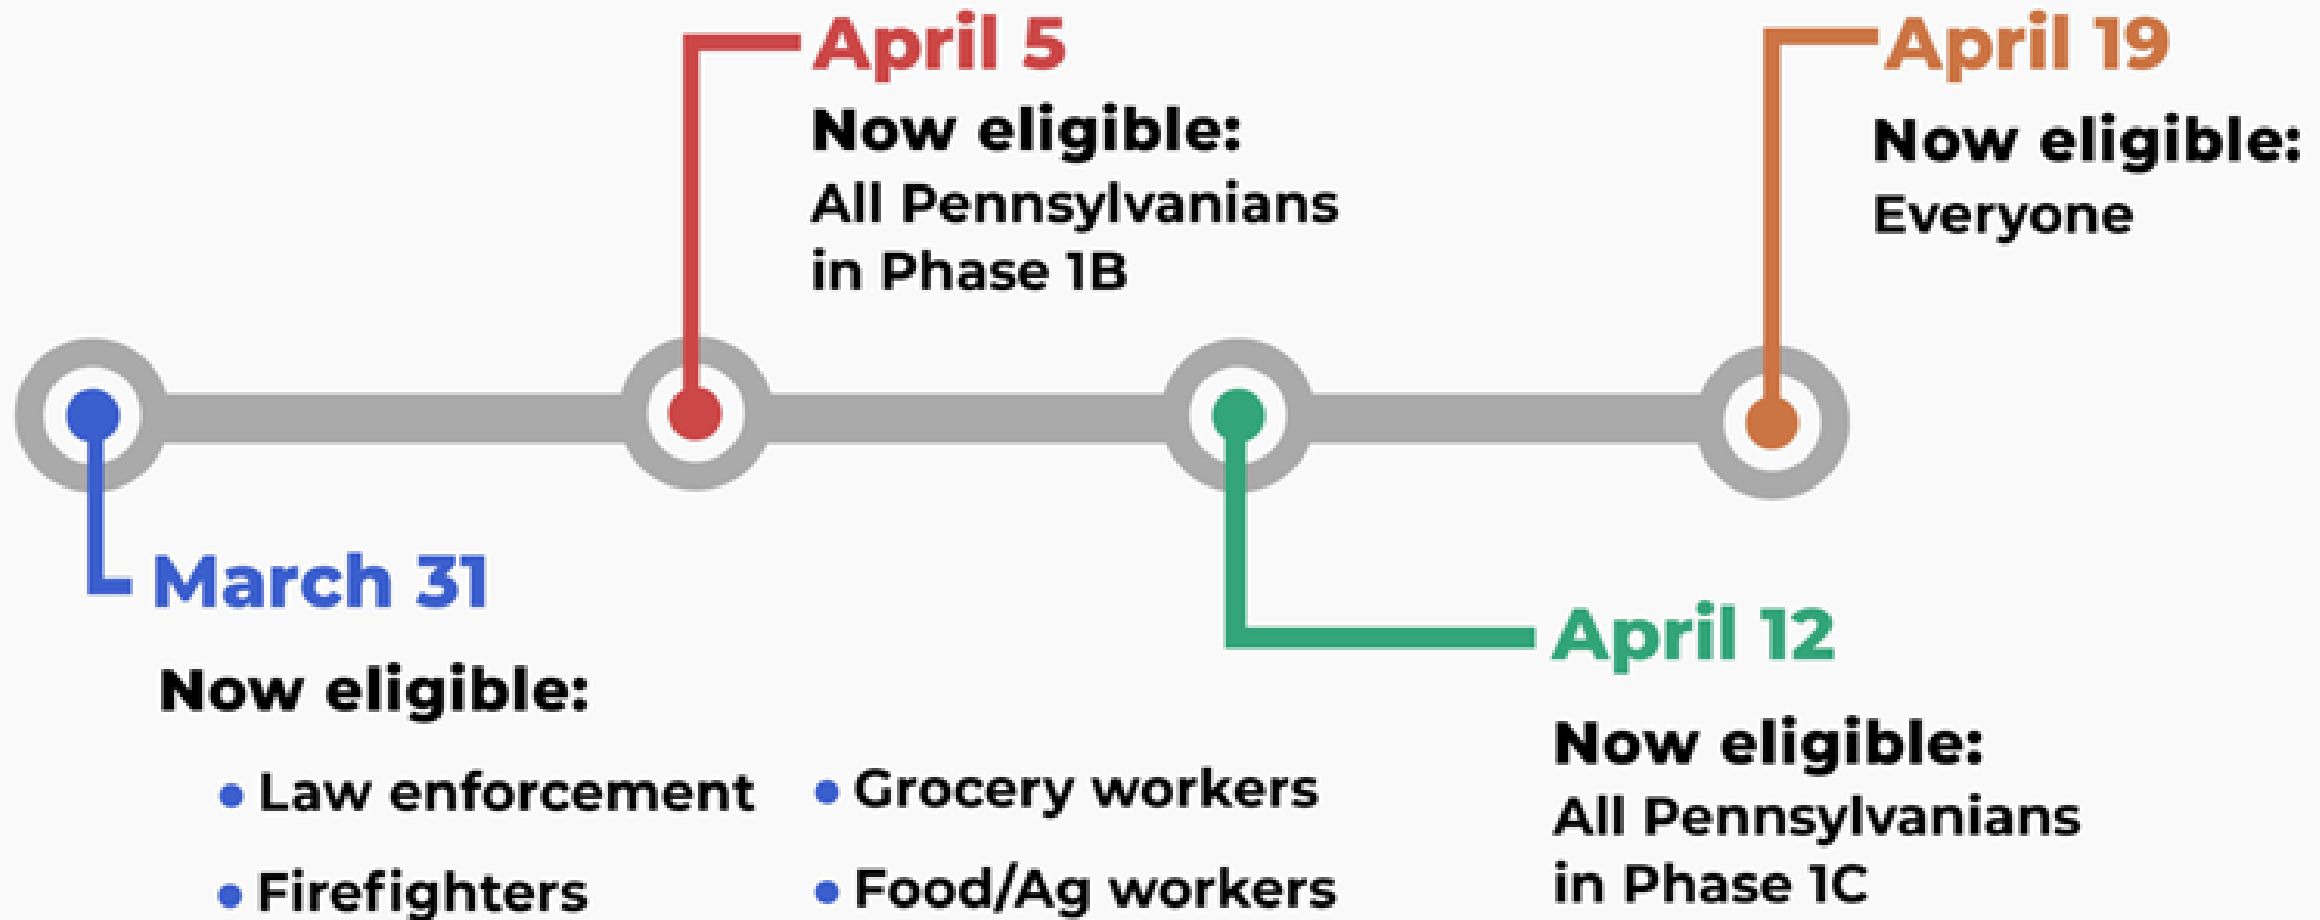 April 5
Now eligible:
All Pennsylvanians
in Phase 1B
April 19
Now eligible:
Everyone
March 31
Now eligible:
Law enforcement
Firefighters
Grocery workers
Food/Ag workers
April 12
Now eligible:
All Pennsylvanians
in Phase 1C